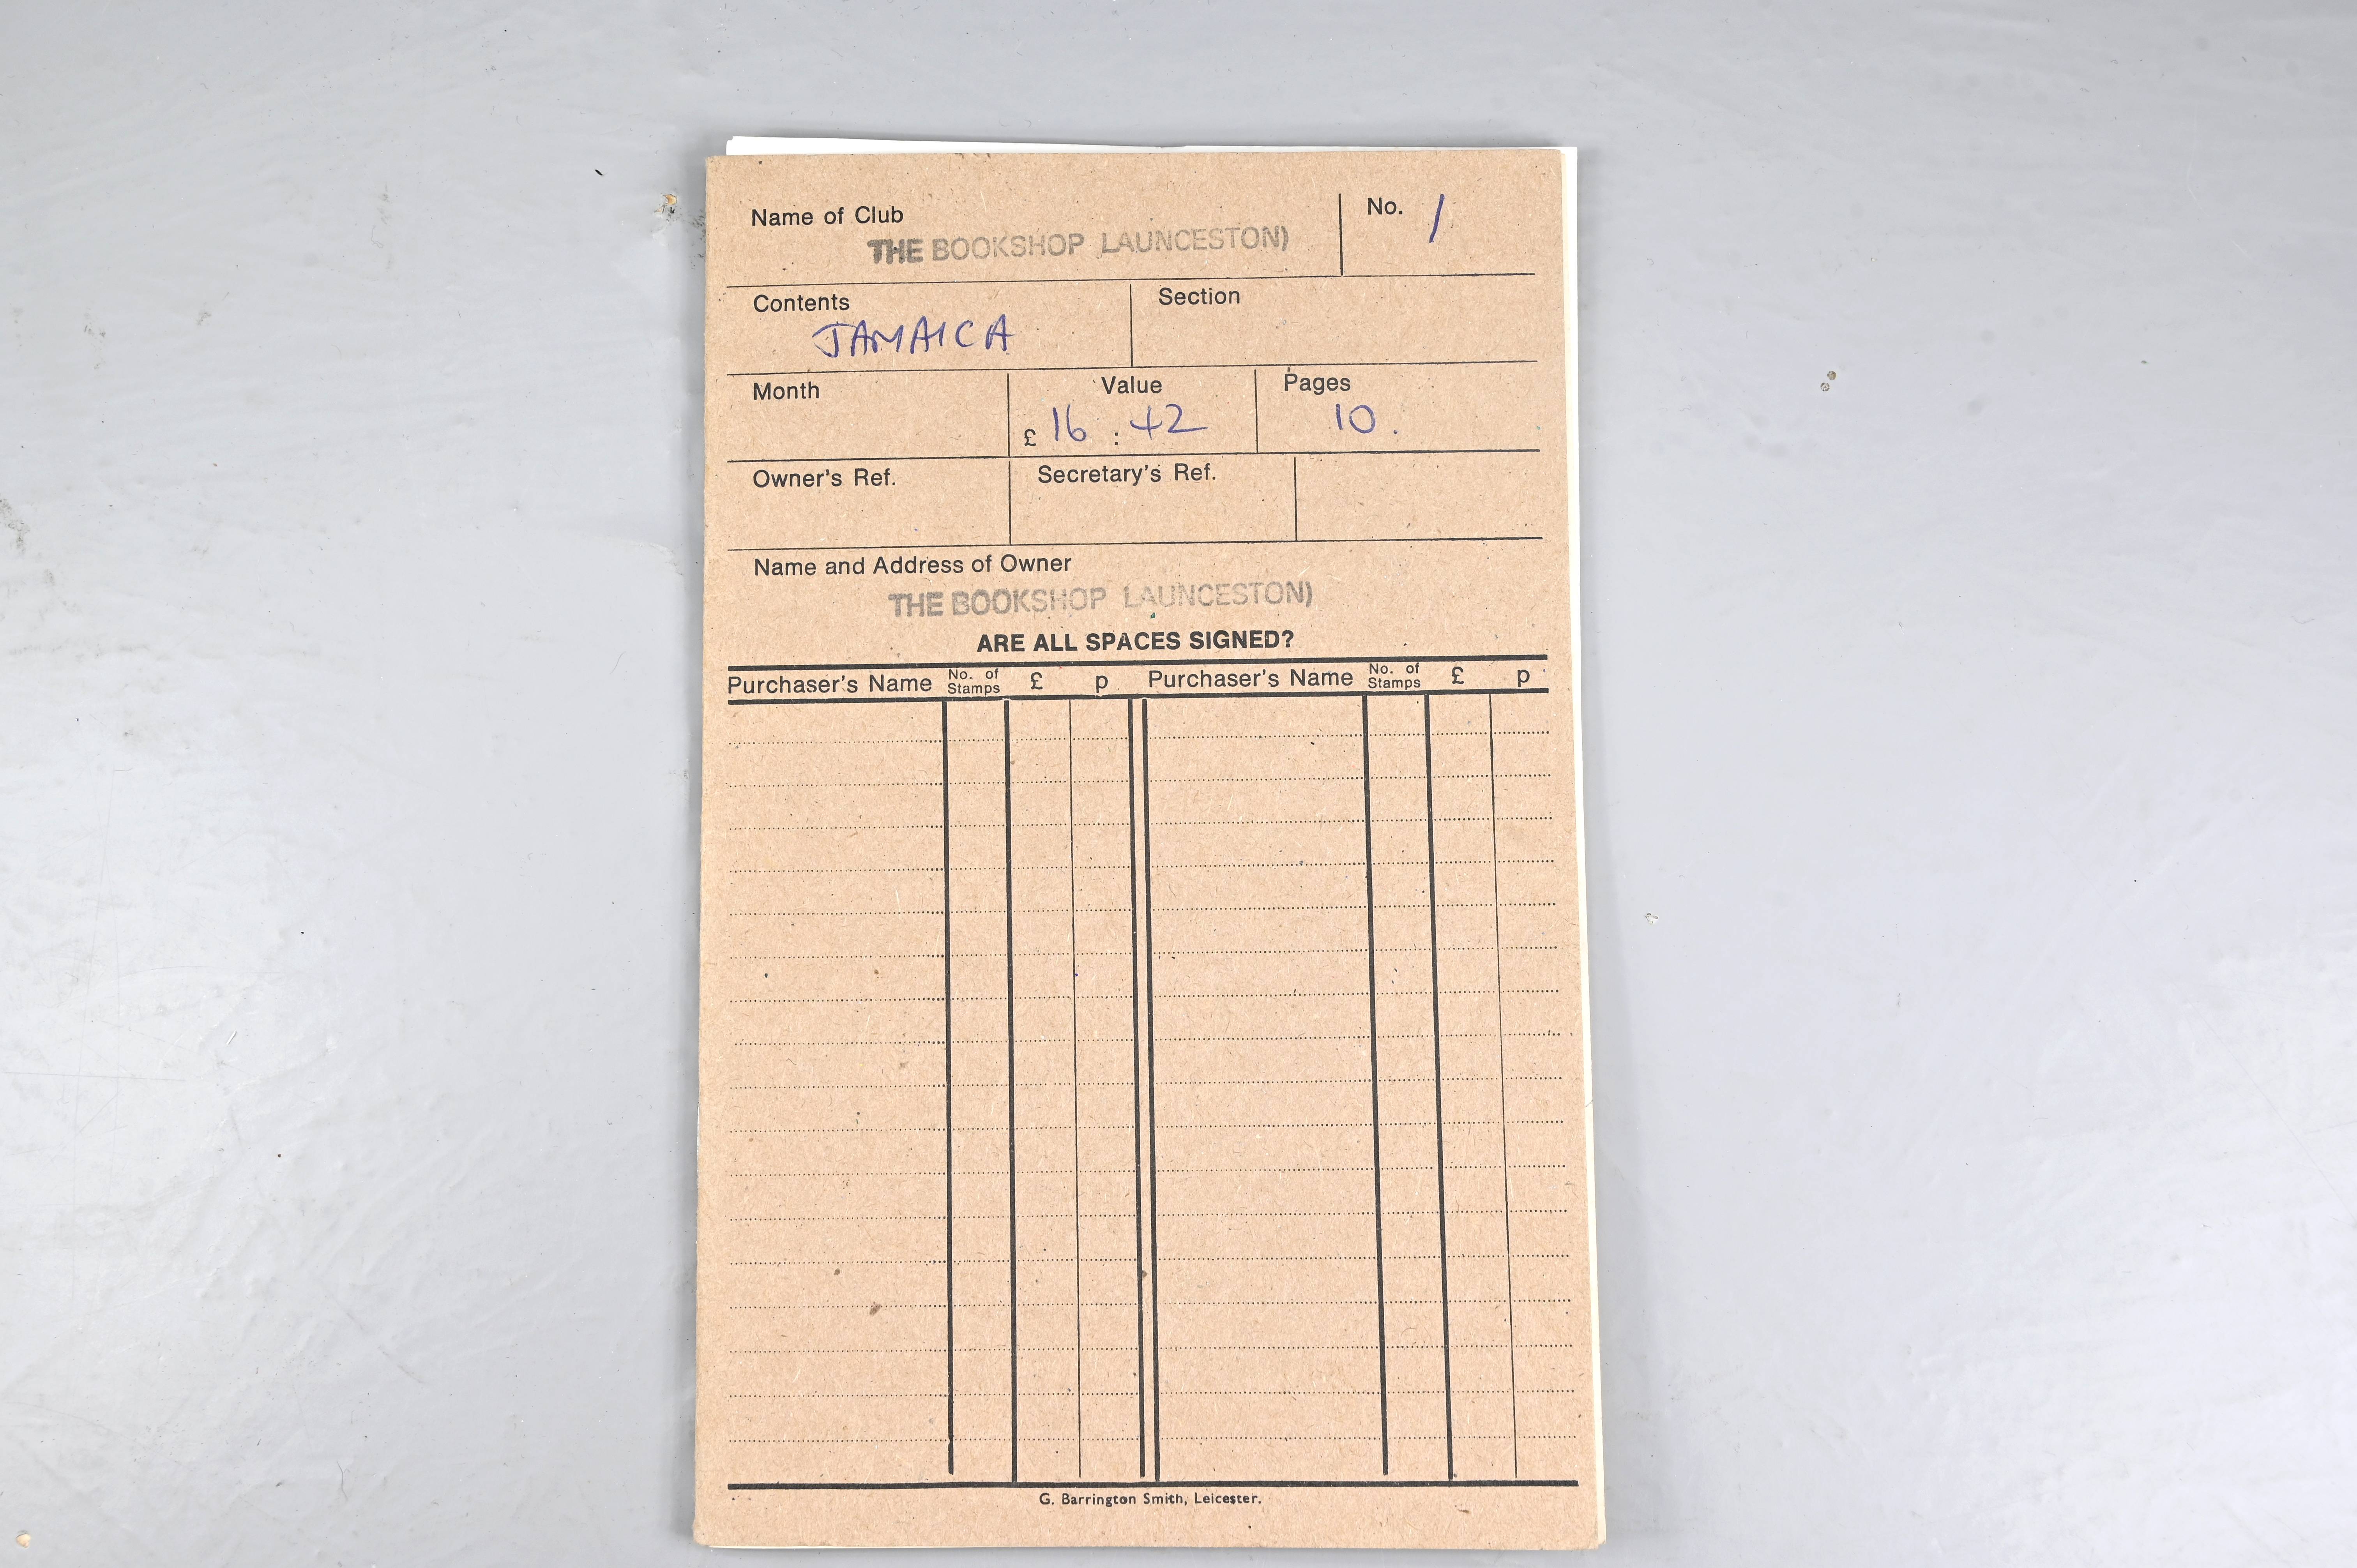 Name of Club No. 1
THE BOOKSHOP LAUNCESTON)
Contents Section
JAMAICA
Month Value Pages
£ 16 : 42 10.
Owner's Ref. Secretary's Ref.
Name and Address of Owner
THE BOOKSHOP LAUNCESTON)
ARE ALL SPACES SIGNED?
Purchaser's Name No. of Stamps £ p Purchaser's Name No. of Stamps £ p
G. Barrington Smith, Leicester.